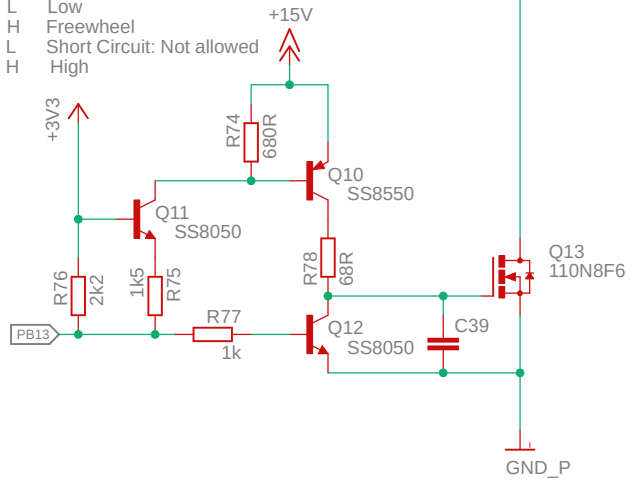 L Low
H Freewheel
L Short Circuit: Not allowed
H High
+15V
+3V3
R74
680R
Q10
SS8550
Q11
SS8050
R76
2k2
1k5
R75
R78
68R
Q13
110N8F6
PB13
R77
1k
Q12
SS8050
C39
GND_P